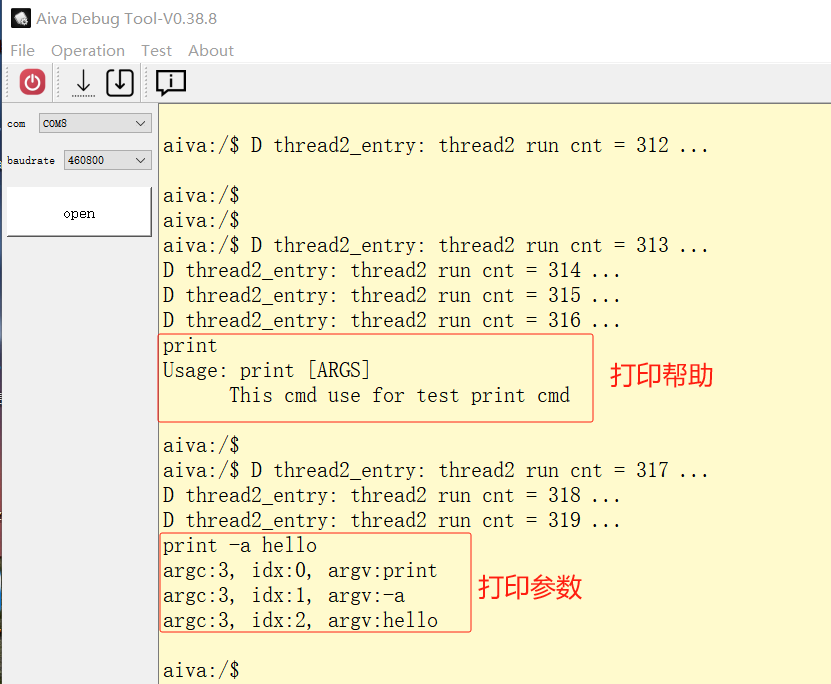 Aiva Debug Tool-V0.38.8
File Operation Test About
com COM8
baudrate 460800
open
aiva:/$ D thread2_entry: thread2 run cnt = 312 ...
aiva:/$
aiva:/$
aiva:/$ D thread2_entry: thread2 run cnt = 313 ...
D thread2_entry: thread2 run cnt = 314 ...
D thread2_entry: thread2 run cnt = 315 ...
D thread2_entry: thread2 run cnt = 316 ...
print
Usage: print [ARGS]
This cmd use for test print cmd
打印帮助
aiva:/$
aiva:/$ D thread2_entry: thread2 run cnt = 317 ...
D thread2_entry: thread2 run cnt = 318 ...
D thread2_entry: thread2 run cnt = 319 ...
print -a hello
argc:3, idx:0, argv:print
argc:3, idx:1, argv:-a
argc:3, idx:2, argv:hello
打印参数
aiva:/$